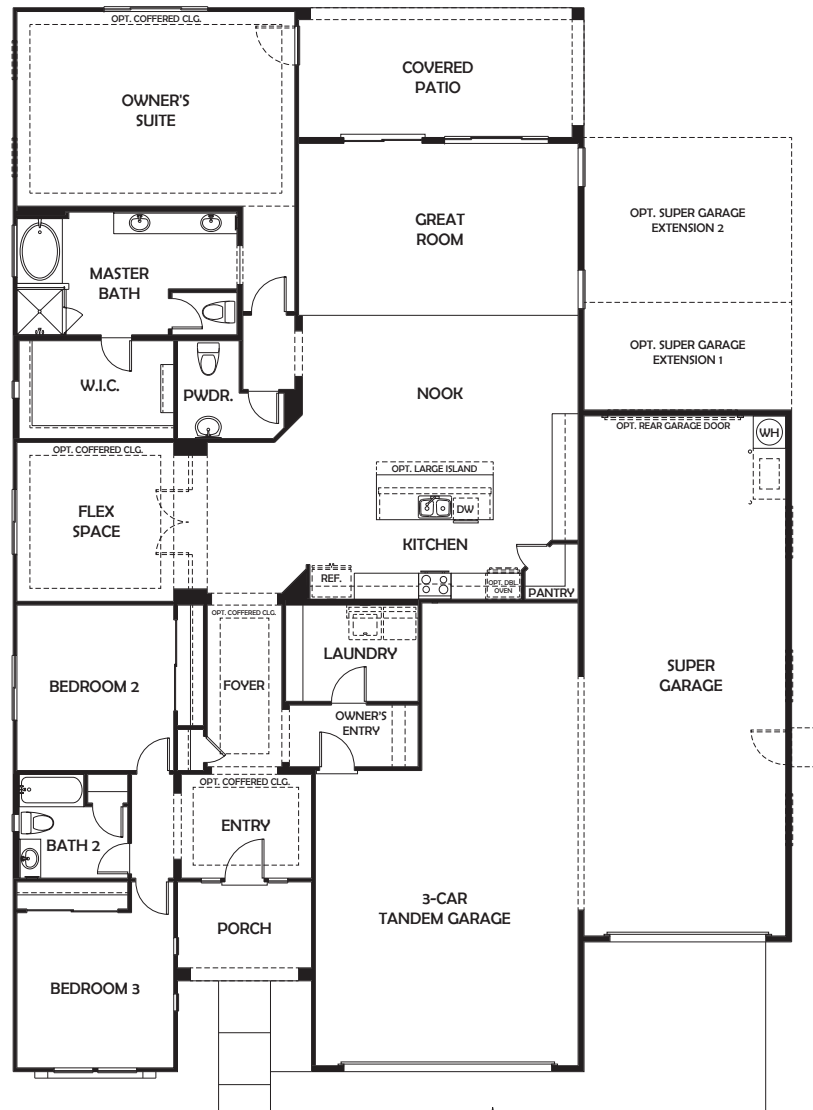 OPT. COFFERED CLG.
OWNER'S
SUITE
COVERED
PATIO
GREAT
ROOM
OPT. SUPER GARAGE
EXTENSION 2
MASTER
BATH
OPT. SUPER GARAGE
EXTENSION 1
W.I.C.
PWDR.
NOOK
OPT. REAR GARAGE DOOR
WH
OPT. COFFERED CLG.
OPT. LARGE ISLAND
FLEX
SPACE
DW
KITCHEN
REF.
OPT. DBL.
OVEN
PANTRY
OPT. COFFERED CLG.
LAUNDRY
SUPER
GARAGE
BEDROOM 2
FOYER
OWNER'S
ENTRY
OPT. COFFERED CLG.
ENTRY
BATH 2
3-CAR
TANDEM GARAGE
PORCH
BEDROOM 3